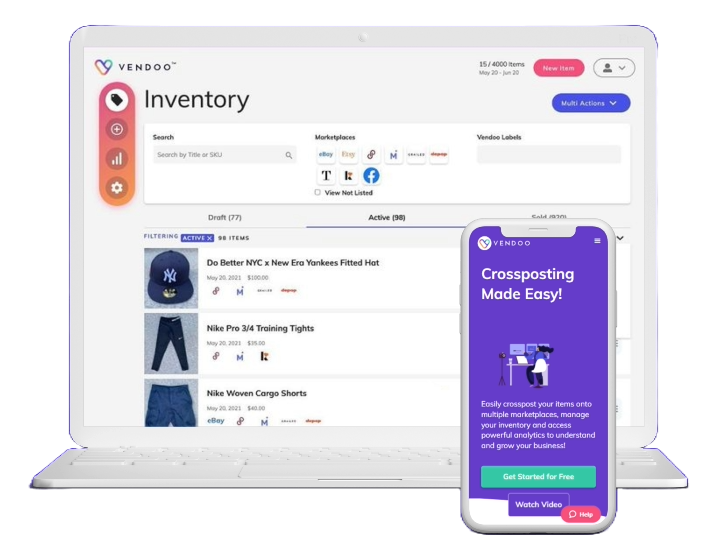 VENDOO™
15 / 4000 Items
May 20 - Jun 20
New Item
Inventory
Multi Actions
Search
Marketplaces
Vendoo Labels
Search by Title or SKU
eBay Etsy M GRAILED depop
T k f
View Not Listed
Draft (77)
Active (98)
Sold (920)
FILTERING ACTIVE X 98 ITEMS
Do Better NYC x New Era Yankees Fitted Hat
May 20, 2021 $100.00
M GRAILED depop
Nike Pro 3/4 Training Tights
May 20, 2021 $35.00
M k
Nike Woven Cargo Shorts
May 20, 2021 $40.00
eBay M GRAILED depop
VENDOO
Crossposting
Made Easy!
Easily crosspost your items onto
multiple marketplaces, manage
your inventory and access
powerful analytics to understand
and grow your business!
Get Started for Free
Watch Video
Help